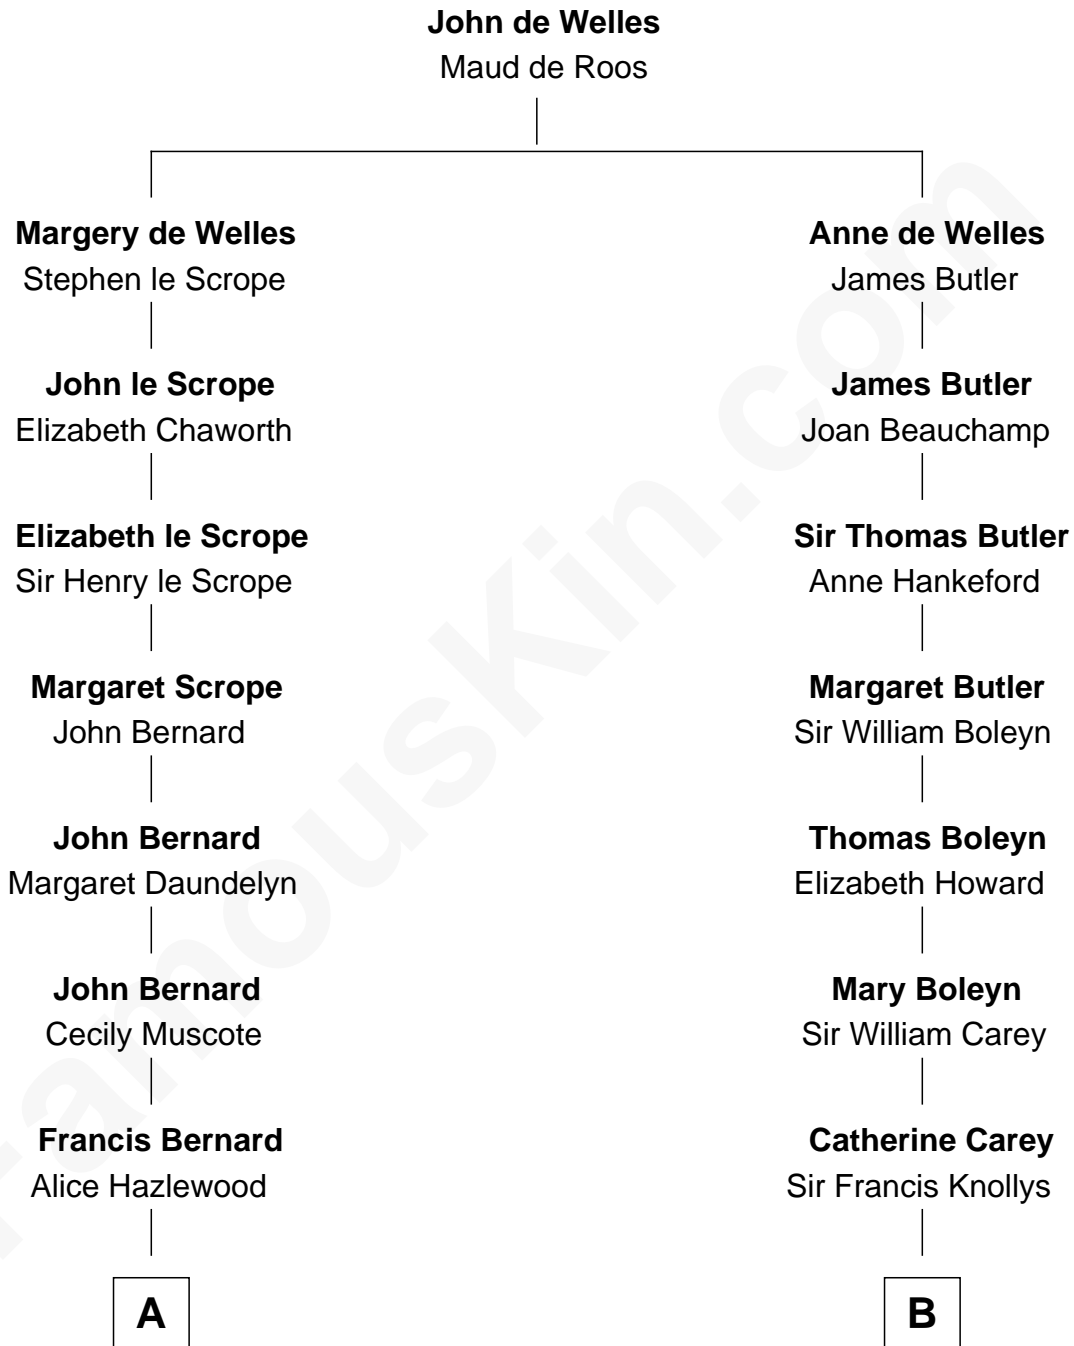 John de Welles
Maud de Roos
Margery de Welles
Stephen le Scrope
John le Scrope
Elizabeth Chaworth
Elizabeth le Scrope
Sir Henry le Scrope
Margaret Scrope
John Bernard
John Bernard
Margaret Daundelyn
John Bernard
Cecily Muscote
Francis Bernard
Alice Hazlewood
A
Anne de Welles
James Butler
James Butler
Joan Beauchamp
Sir Thomas Butler
Anne Hankeford
Margaret Butler
Sir William Boleyn
Thomas Boleyn
Elizabeth Howard
Mary Boleyn
Sir William Carey
Catherine Carey
Sir Francis Knollys
B
FamousKin.com